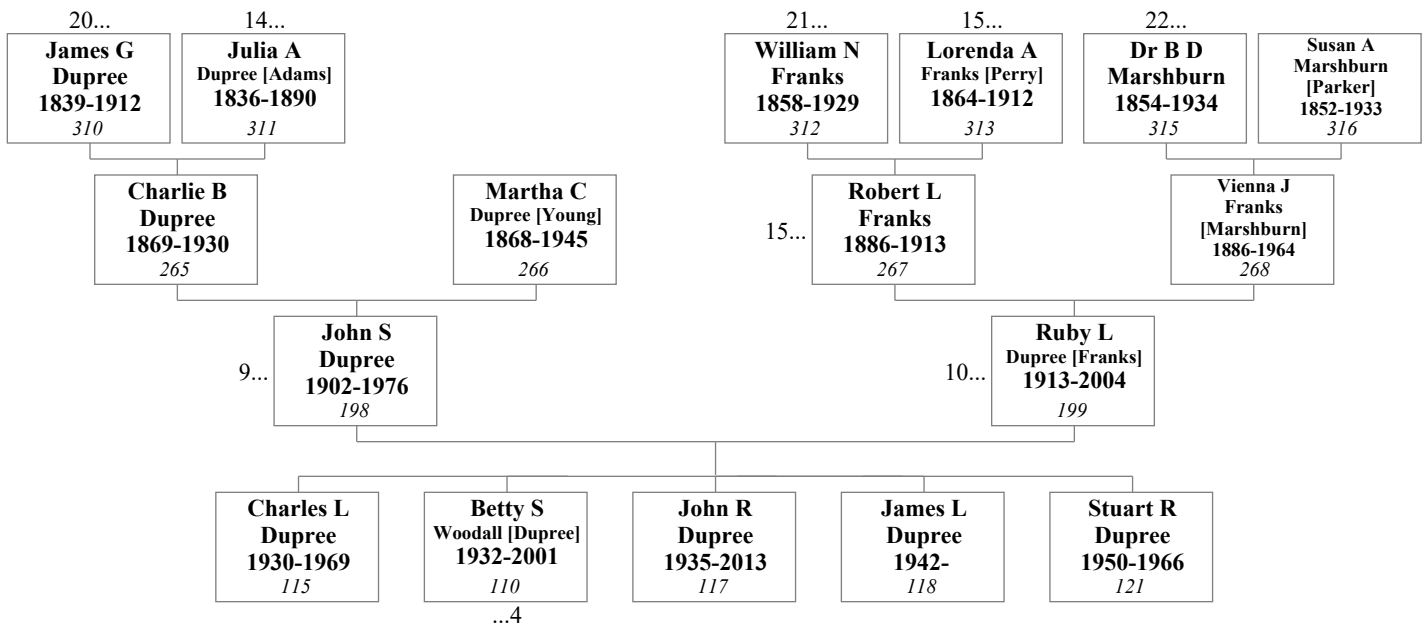 20...
14...
21...
15...
22...
James G
Dupree
1839-1912
310
Julia A
Dupree [Adams]
1836-1890
311
William N
Franks
1858-1929
312
Lorenda A
Franks [Perry]
1864-1912
313
Dr B D
Marshburn
1854-1934
315
Susan A
Marshburn
[Parker]
1852-1933
316
Charlie B
Dupree
1869-1930
265
Martha C
Dupree [Young]
1868-1945
266
15...
Robert L
Franks
1886-1913
267
Vienna J
Franks
[Marshburn]
1886-1964
268
9...
John S
Dupree
1902-1976
198
10...
Ruby L
Dupree [Franks]
1913-2004
199
Charles L
Dupree
1930-1969
115
Betty S
Woodall [Dupree]
1932-2001
110
John R
Dupree
1935-2013
117
James L
Dupree
1942-
118
Stuart R
Dupree
1950-1966
121
...4